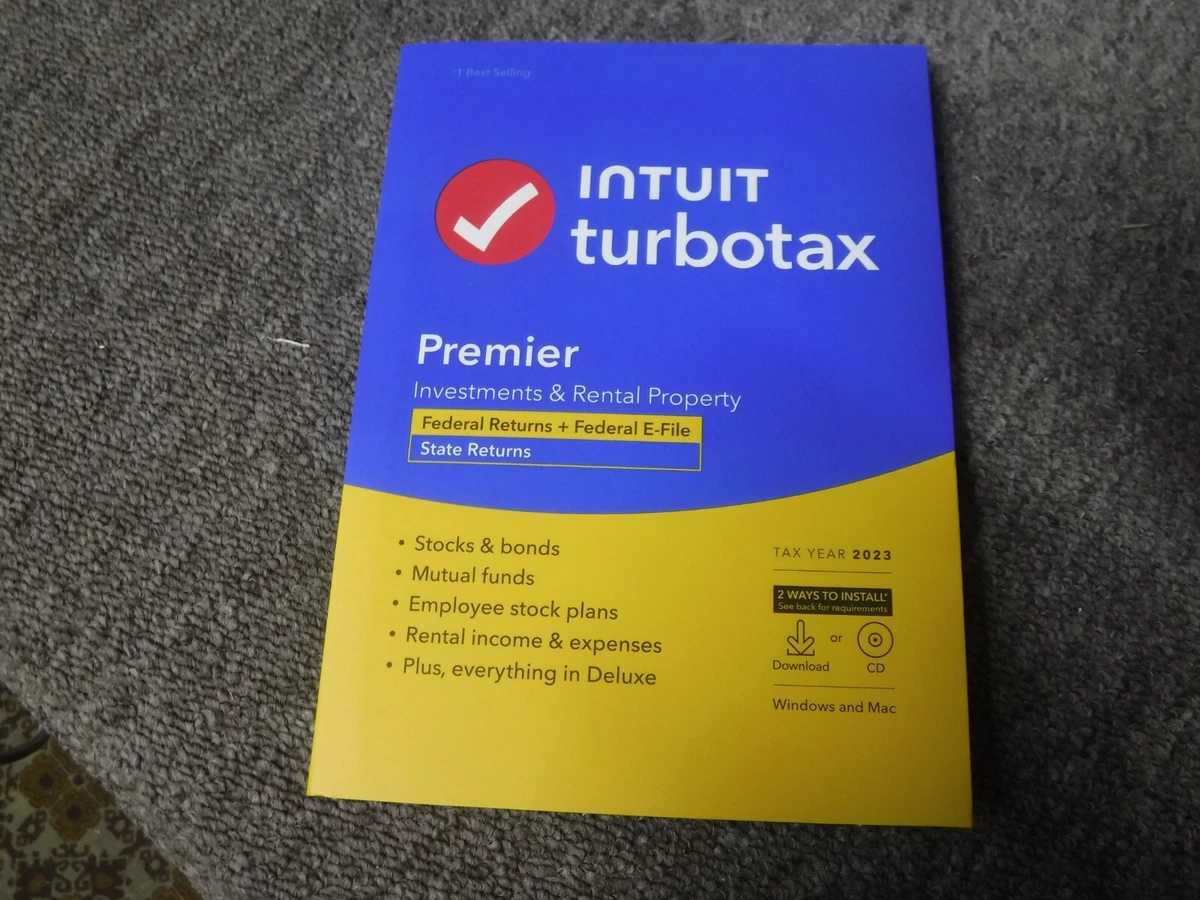 #1 Best Selling
INTUIT
turbotax
Premier
Investments & Rental Property
Federal Returns + Federal E-File
State Returns
• Stocks & bonds
• Mutual funds
• Employee stock plans
• Rental income & expenses
• Plus, everything in Deluxe
TAX YEAR 2023
2 WAYS TO INSTALL*
See back for requirements
Download or CD
Windows and Mac